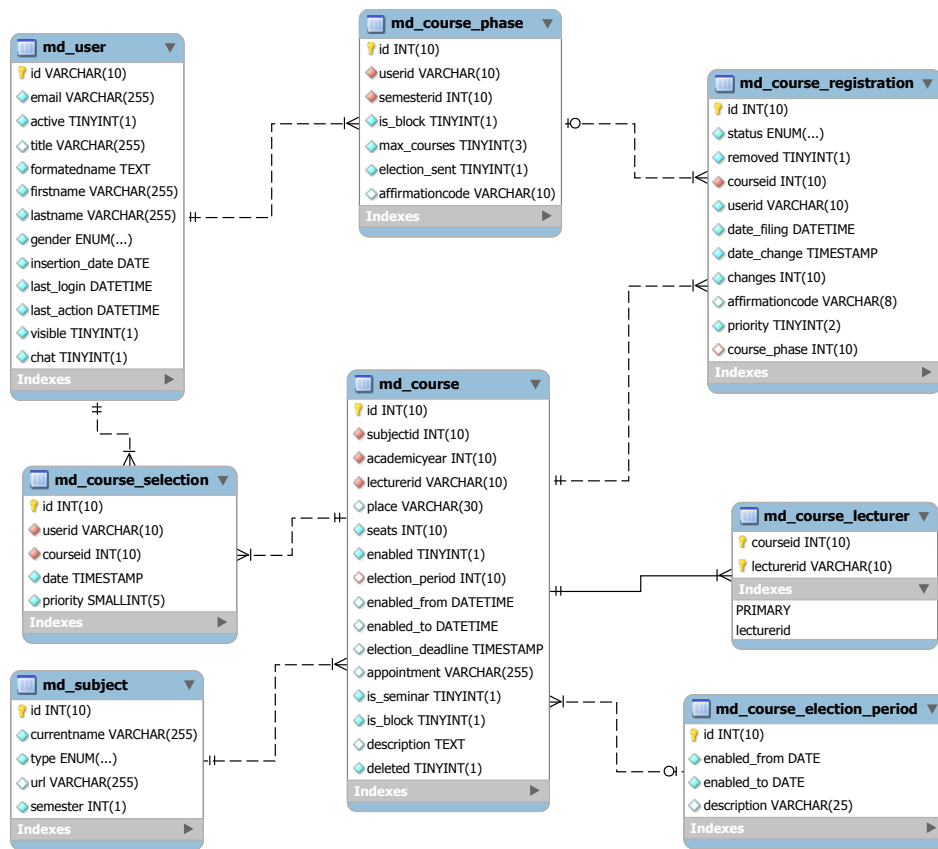 md_user
id VARCHAR(10)
email VARCHAR(255)
active TINYINT(1)
title VARCHAR(255)
formatedname TEXT
firstname VARCHAR(255)
lastname VARCHAR(255)
gender ENUM(...)
insertion_date DATE
last_login DATETIME
last_action DATETIME
visible TINYINT(1)
chat TINYINT(1)
Indexes
md_course_phase
id INT(10)
userid VARCHAR(10)
semesterid INT(10)
is_block TINYINT(1)
max_courses TINYINT(3)
election_sent TINYINT(1)
affirmationcode VARCHAR(10)
Indexes
md_course_registration
id INT(10)
status ENUM(...)
removed TINYINT(1)
courseid INT(10)
userid VARCHAR(10)
date_filing DATETIME
date_change TIMESTAMP
changes INT(10)
affirmationcode VARCHAR(8)
priority TINYINT(2)
course_phase INT(10)
Indexes
md_course_selection
id INT(10)
userid VARCHAR(10)
courseid INT(10)
date TIMESTAMP
priority SMALLINT(5)
Indexes
md_course
id INT(10)
subjectid INT(10)
academicyear INT(10)
lecturerid VARCHAR(10)
place VARCHAR(30)
seats INT(10)
enabled TINYINT(1)
election_period INT(10)
enabled_from DATETIME
enabled_to DATETIME
election_deadline TIMESTAMP
appointment VARCHAR(255)
is_seminar TINYINT(1)
is_block TINYINT(1)
description TEXT
deleted TINYINT(1)
Indexes
md_course_lecturer
courseid INT(10)
lecturerid VARCHAR(10)
Indexes
PRIMARY
lecturerid
md_subject
id INT(10)
currentname VARCHAR(255)
type ENUM(...)
url VARCHAR(255)
semester INT(1)
Indexes
md_course_election_period
id INT(10)
enabled_from DATE
enabled_to DATE
description VARCHAR(25)
Indexes